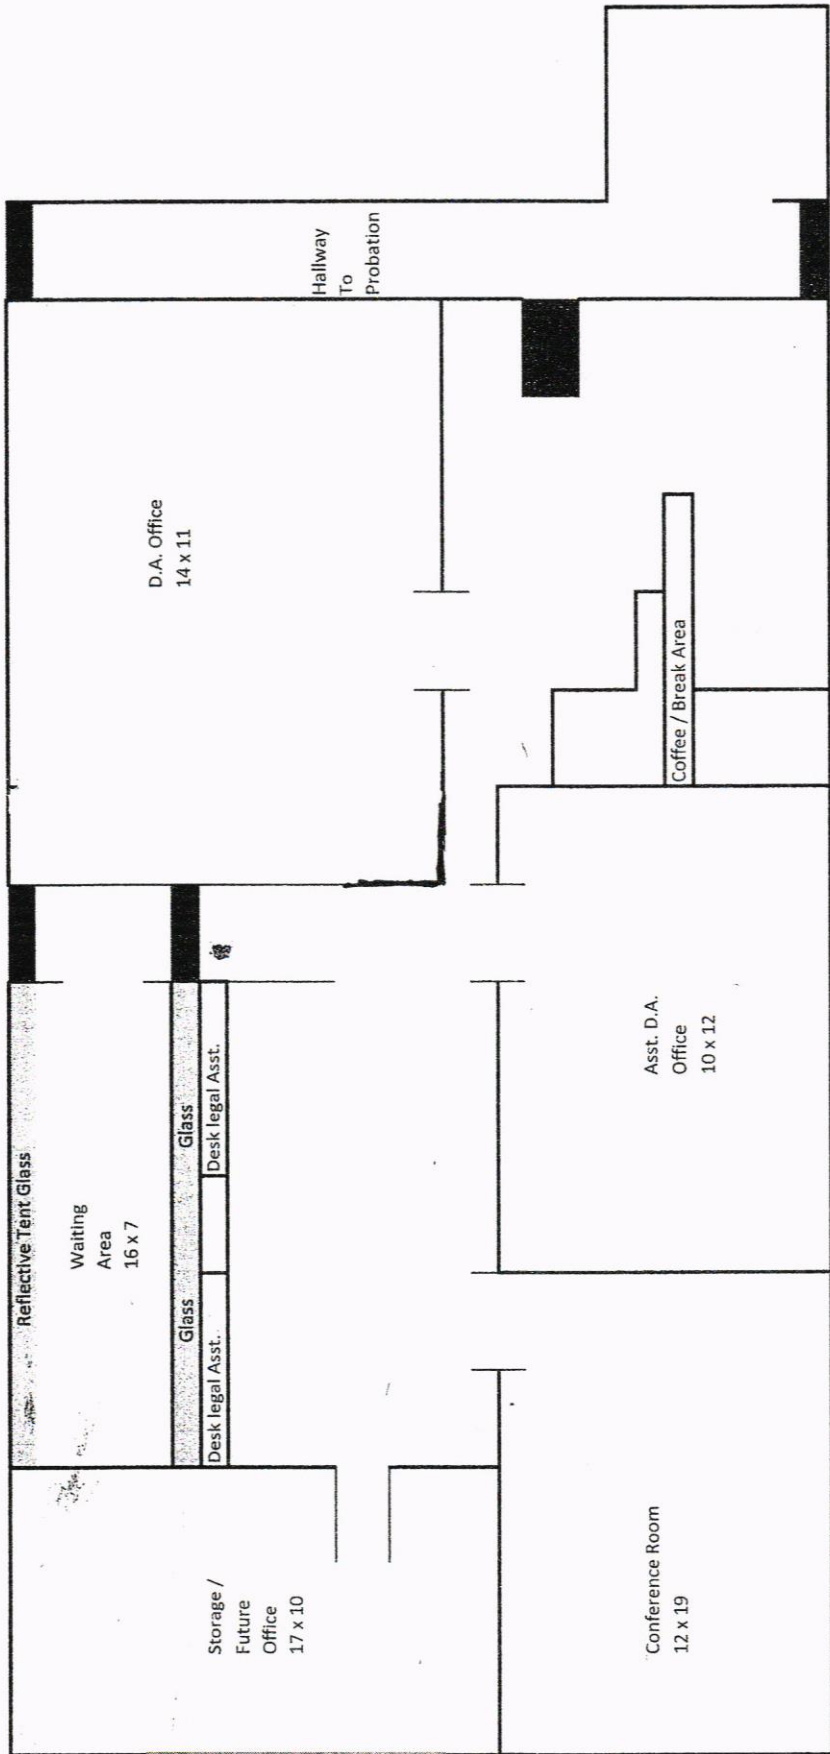 Reflective Tent Glass
Waiting
Area
16 x 7
Glass
Glass
Desk legal Asst.
Desk legal Asst.
Storage /
Future
Office
17 x 10
D.A. Office
14 x 11
Hallway
To
Probation
Conference Room
12 x 19
Asst. D.A.
Office
10 x 12
Coffee / Break Area